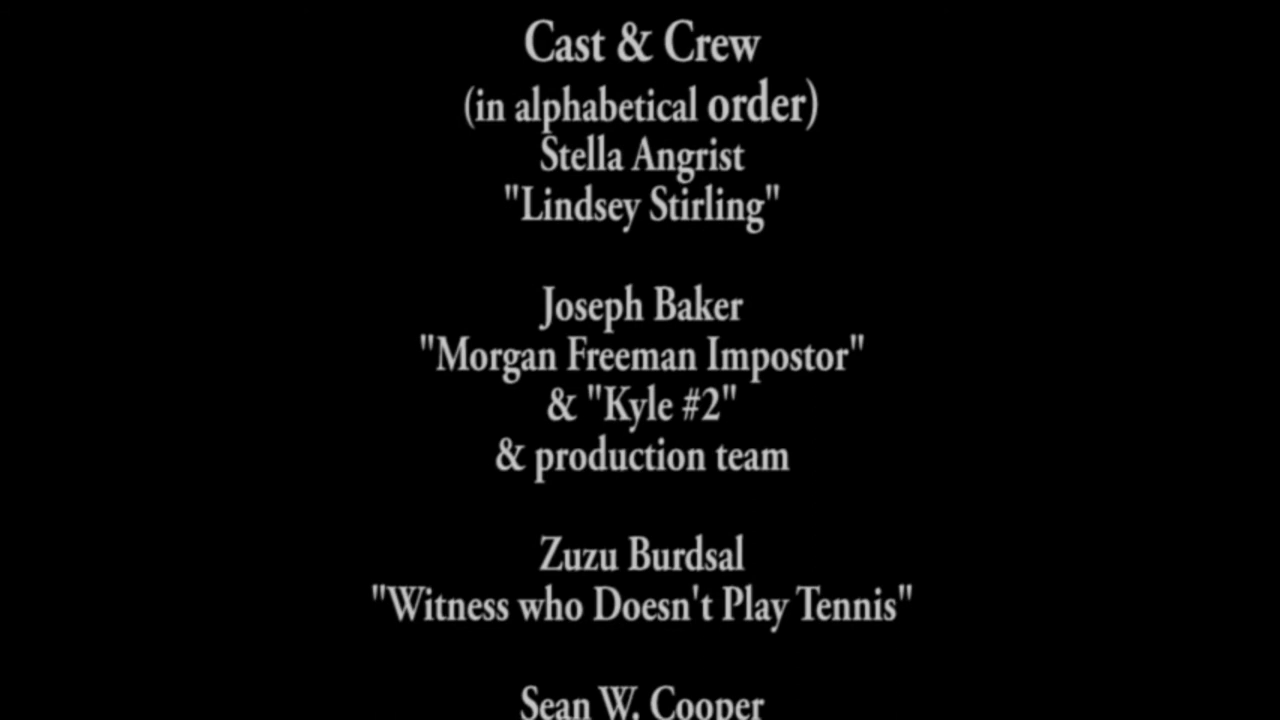 Cast & Crew
(in alphabetical order)
Stella Angrist
"Lindsey Stirling"
Joseph Baker
"Morgan Freeman Impostor"
& "Kyle #2"
& production team
Zuzu Burdsal
"Witness who Doesn't Play Tennis"
Sean W. Cooper